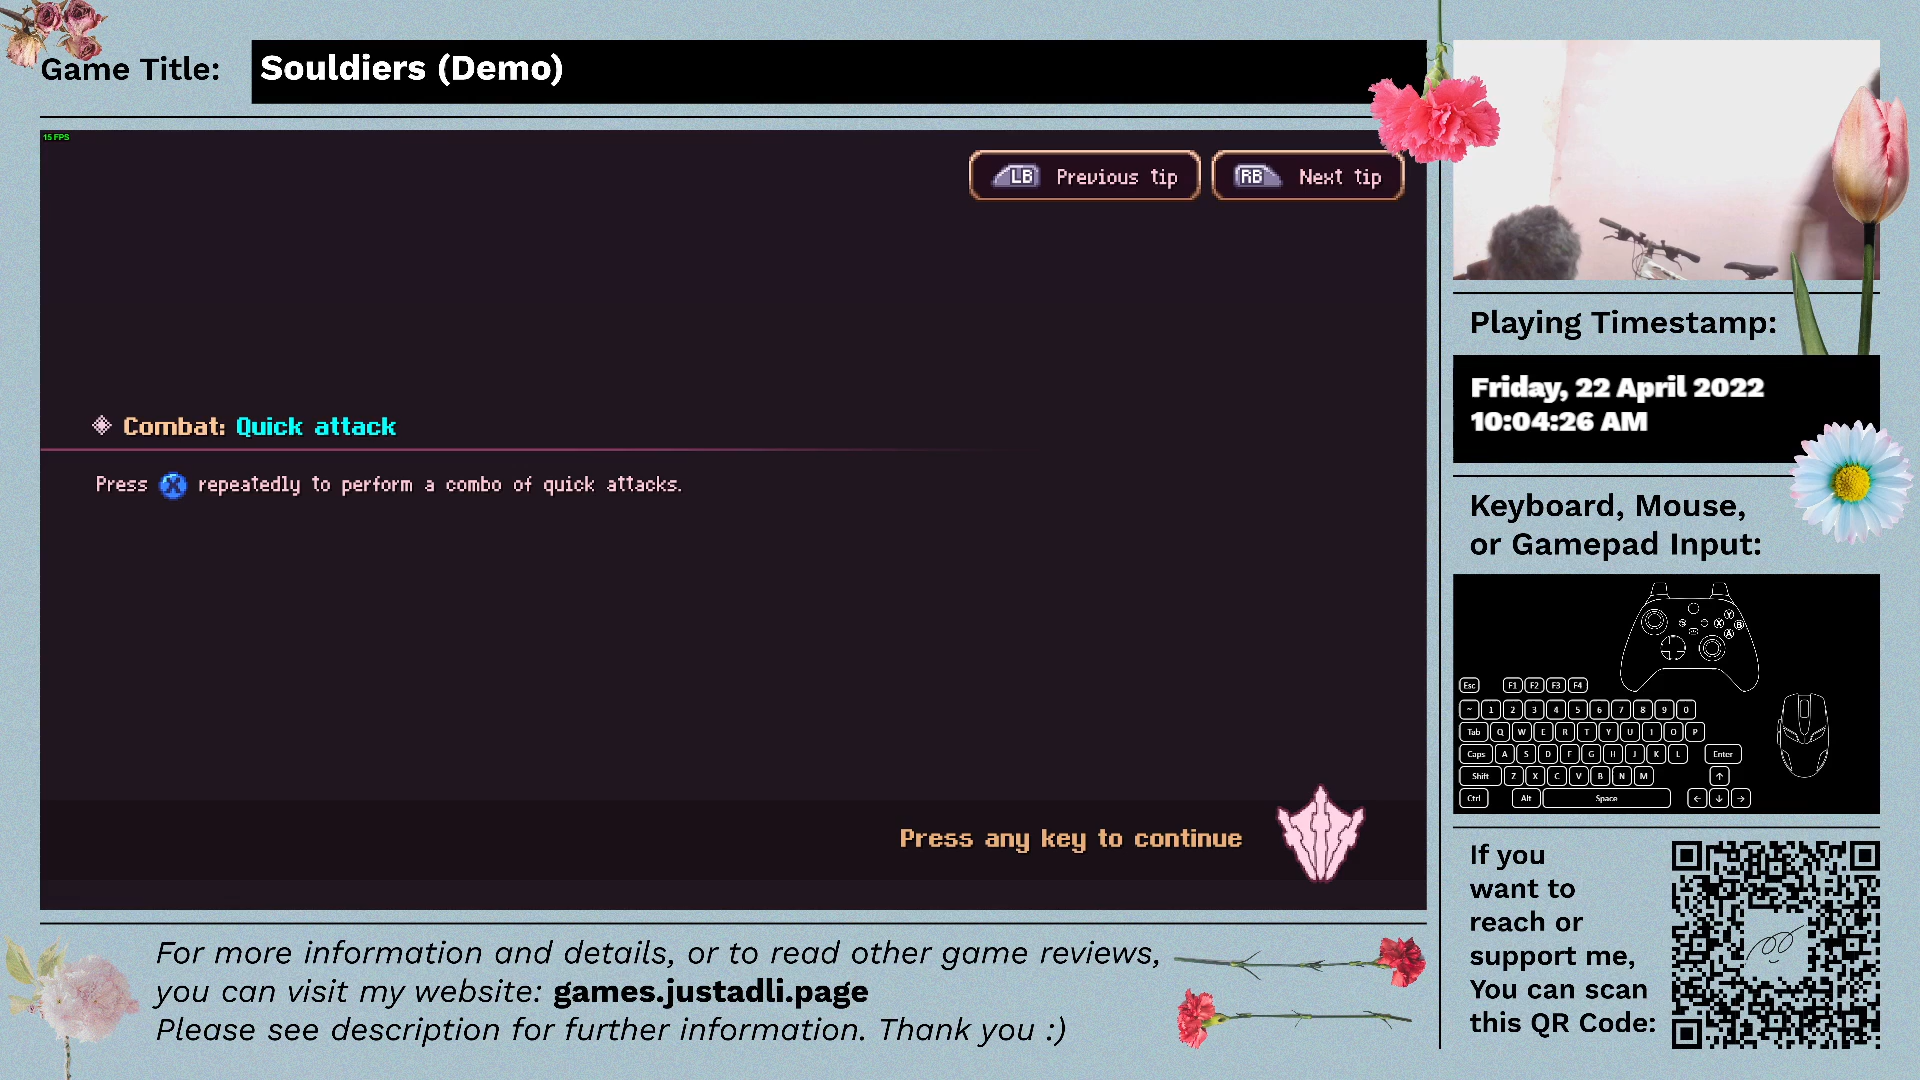 Game Title:
Souldiers (Demo)
15 FPS
LB Previous tip
RB Next tip
Combat: Quick attack
Press X repeatedly to perform a combo of quick attacks.
Press any key to continue
Playing Timestamp:
Friday, 22 April 2022
10:04:26 AM
Keyboard, Mouse,
or Gamepad Input:
Y
X B
A
Esc F1 F2 F3 F4
~ 1 2 3 4 5 6 7 8 9 0
Tab Q W E R T Y U I O P
Caps A S D F G H J K L Enter
Shift Z X C V B N M ↑
Ctrl Alt Space ← ↓ →
If you
want to
reach or
support me,
You can scan
this QR Code:
For more information and details, or to read other game reviews,
you can visit my website: games.justadli.page
Please see description for further information. Thank you :)